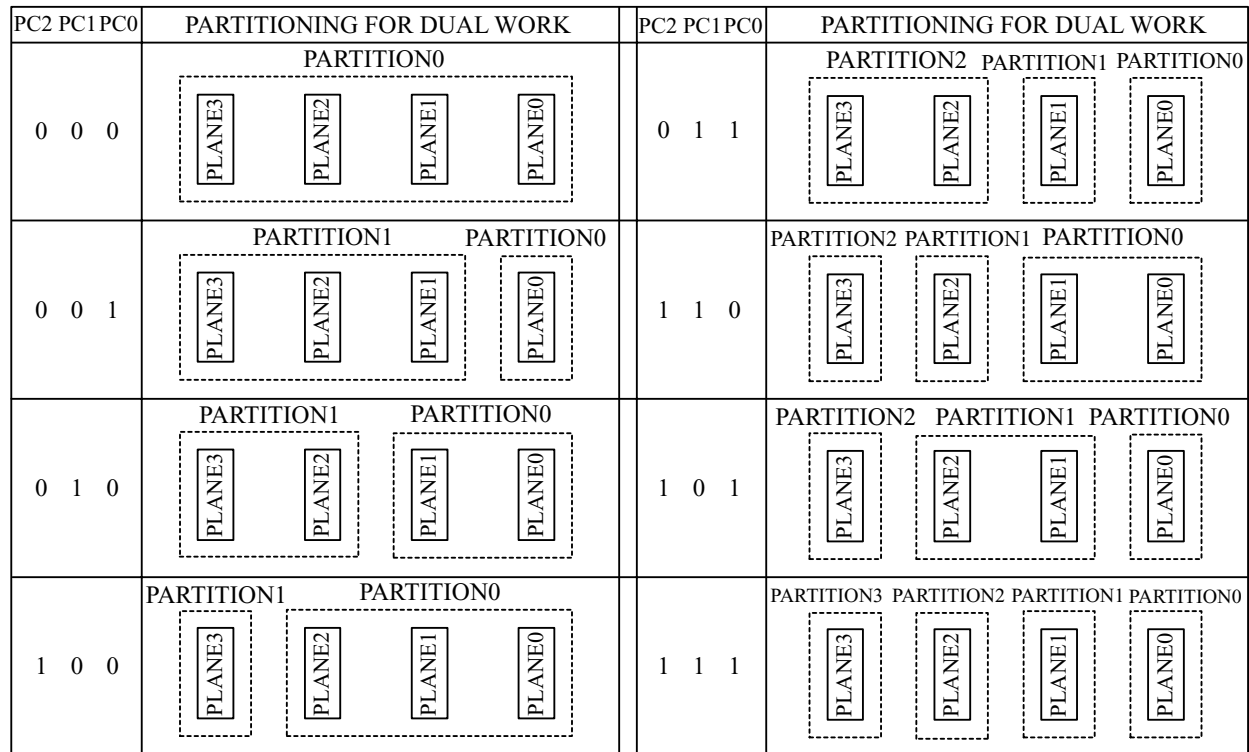 PC2 PC1 PC0 PARTITIONING FOR DUAL WORK PC2 PC1 PC0 PARTITIONING FOR DUAL WORK
0 0 0
PARTITION0
PLANE3 PLANE2 PLANE1 PLANE0
0 1 1
PARTITION2 PARTITION1 PARTITION0
PLANE3 PLANE2 PLANE1 PLANE0
0 0 1
PARTITION1 PARTITION0
PLANE3 PLANE2 PLANE1 PLANE0
1 1 0
PARTITION2 PARTITION1 PARTITION0
PLANE3 PLANE2 PLANE1 PLANE0
0 1 0
PARTITION1 PARTITION0
PLANE3 PLANE2 PLANE1 PLANE0
1 0 1
PARTITION2 PARTITION1 PARTITION0
PLANE3 PLANE2 PLANE1 PLANE0
1 0 0
PARTITION1 PARTITION0
PLANE3 PLANE2 PLANE1 PLANE0
1 1 1
PARTITION3 PARTITION2 PARTITION1 PARTITION0
PLANE3 PLANE2 PLANE1 PLANE0